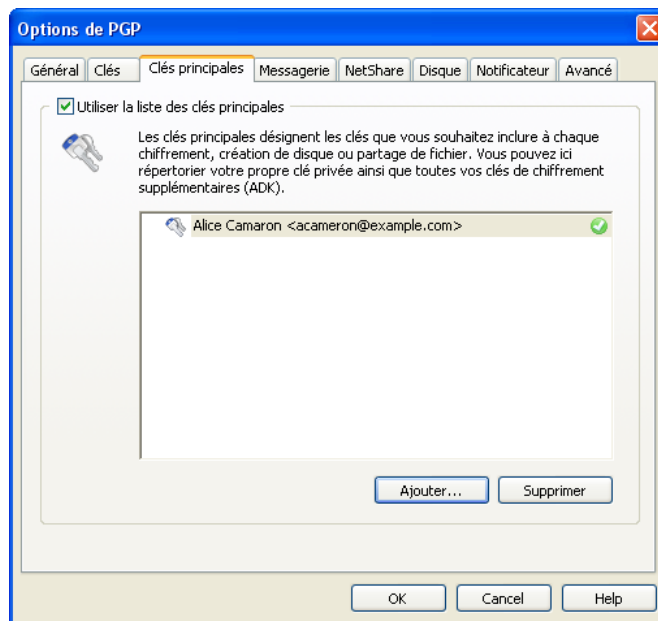 Options de PGP
Général Clés Clés principales Messagerie NetShare Disque Notificateur Avancé
Utiliser la liste des clés principales
Les clés principales désignent les clés que vous souhaitez inclure à chaque
chiffrement, création de disque ou partage de fichier. Vous pouvez ici
répertorier votre propre clé privée ainsi que toutes vos clés de chiffrement
supplémentaires (ADK).
Alice Camaron <acameron@example.com>
Ajouter... Supprimer
OK Cancel Help